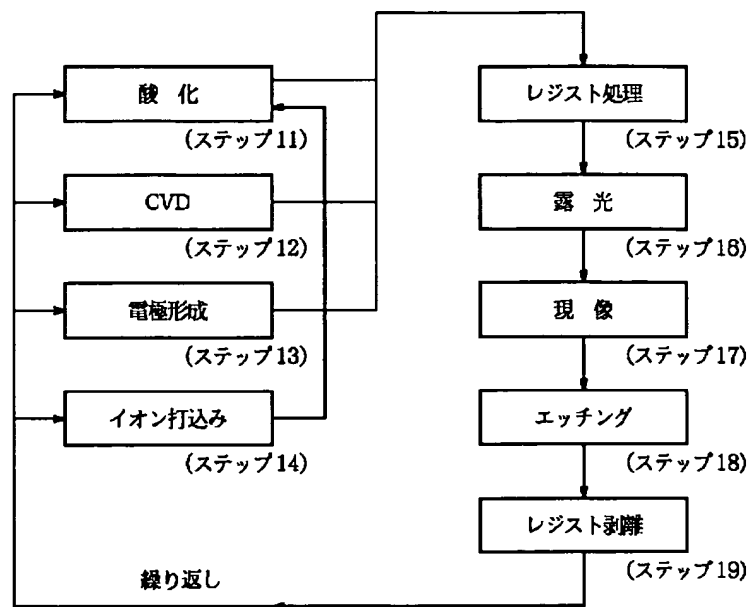 酸 化
(ステップ11)
CVD
(ステップ12)
電極形成
(ステップ13)
イオン打込み
(ステップ14)
レジスト処理
(ステップ15)
露 光
(ステップ16)
現 像
(ステップ17)
エッチング
(ステップ18)
レジスト剥離
(ステップ19)
繰り返し